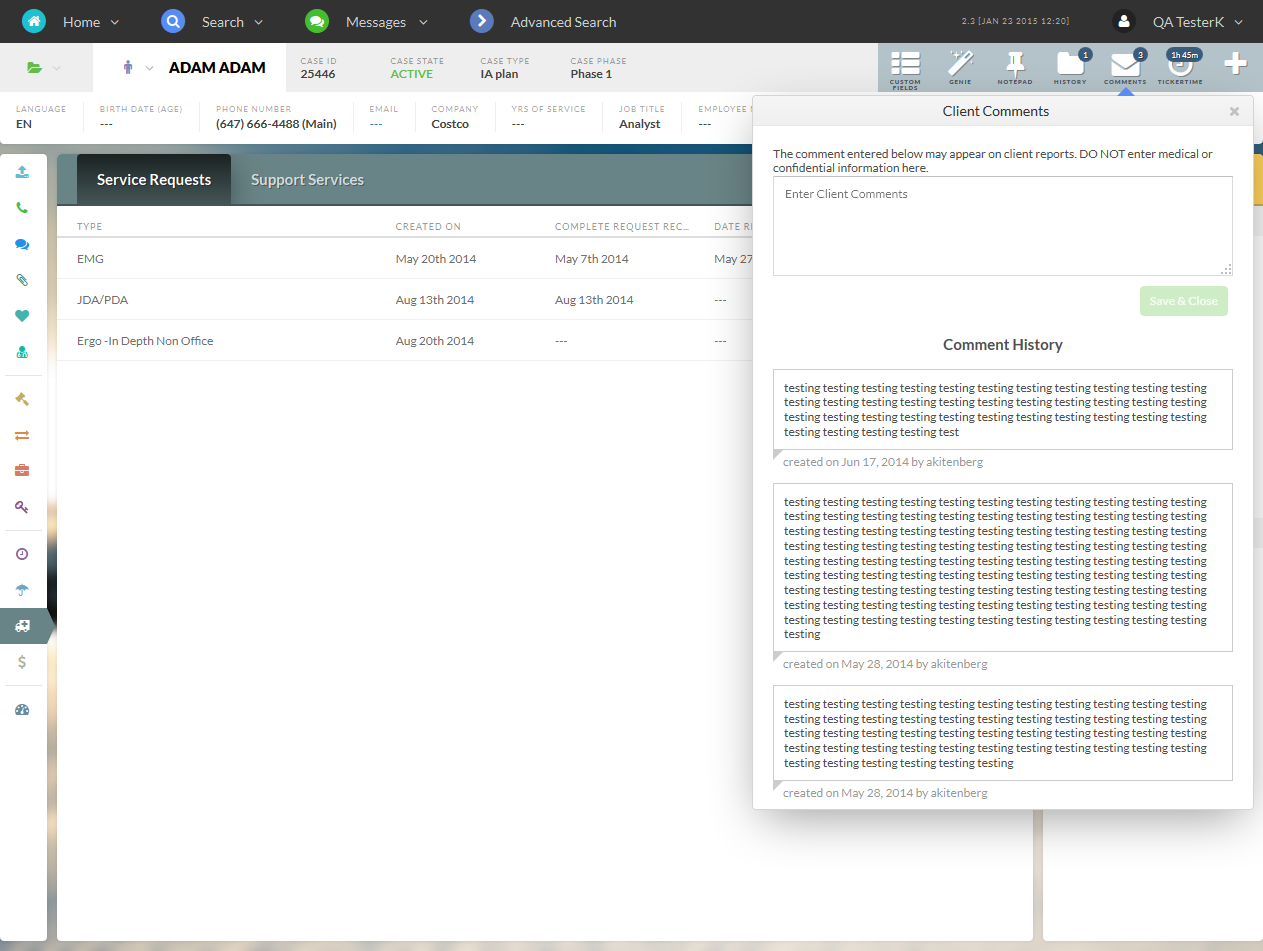 Home
Search
Messages
Advanced Search
2.3 [JAN 23 2015 12:20]
QA TesterK
ADAM ADAM
CASE ID
25446
CASE STATE
ACTIVE
CASE TYPE
IA plan
CASE PHASE
Phase 1
CUSTOM
FIELDS
GENIE
NOTEPAD
1
HISTORY
3
COMMENTS
1h 45m
TICKERTIME
LANGUAGE
EN
BIRTH DATE (AGE)
---
PHONE NUMBER
(647) 666-4488 (Main)
EMAIL
---
COMPANY
Costco
YRS OF SERVICE
---
JOB TITLE
Analyst
EMPLOYEE
---
Service Requests
Support Services
TYPE CREATED ON COMPLETE REQUEST REC... DATE
EMG May 20th 2014 May 7th 2014 May 27
JDA/PDA Aug 13th 2014 Aug 13th 2014 ---
Ergo -In Depth Non Office Aug 20th 2014 --- ---
Client Comments
The comment entered below may appear on client reports. DO NOT enter medical or
confidential information here.
Enter Client Comments
Save & Close
Comment History
testing testing testing testing testing testing testing testing testing testing testing
testing testing testing testing testing testing testing testing testing testing testing
testing testing testing testing testing testing testing testing testing testing testing
testing testing testing testing test
created on Jun 17, 2014 by akitenberg
testing testing testing testing testing testing testing testing testing testing testing
testing testing testing testing testing testing testing testing testing testing testing
testing testing testing testing testing testing testing testing testing testing testing
testing testing testing testing testing testing testing testing testing testing testing
testing testing testing testing testing testing testing testing testing testing testing
testing testing testing testing testing testing testing testing testing testing testing
testing testing testing testing testing testing testing testing testing testing testing
testing testing testing testing testing testing testing testing testing testing testing
testing testing testing testing testing testing testing testing testing testing testing
testing
created on May 28, 2014 by akitenberg
testing testing testing testing testing testing testing testing testing testing testing
testing testing testing testing testing testing testing testing testing testing testing
testing testing testing testing testing testing testing testing testing testing testing
testing testing testing testing testing testing testing testing testing testing testing
testing testing testing testing testing testing
created on May 28, 2014 by akitenberg